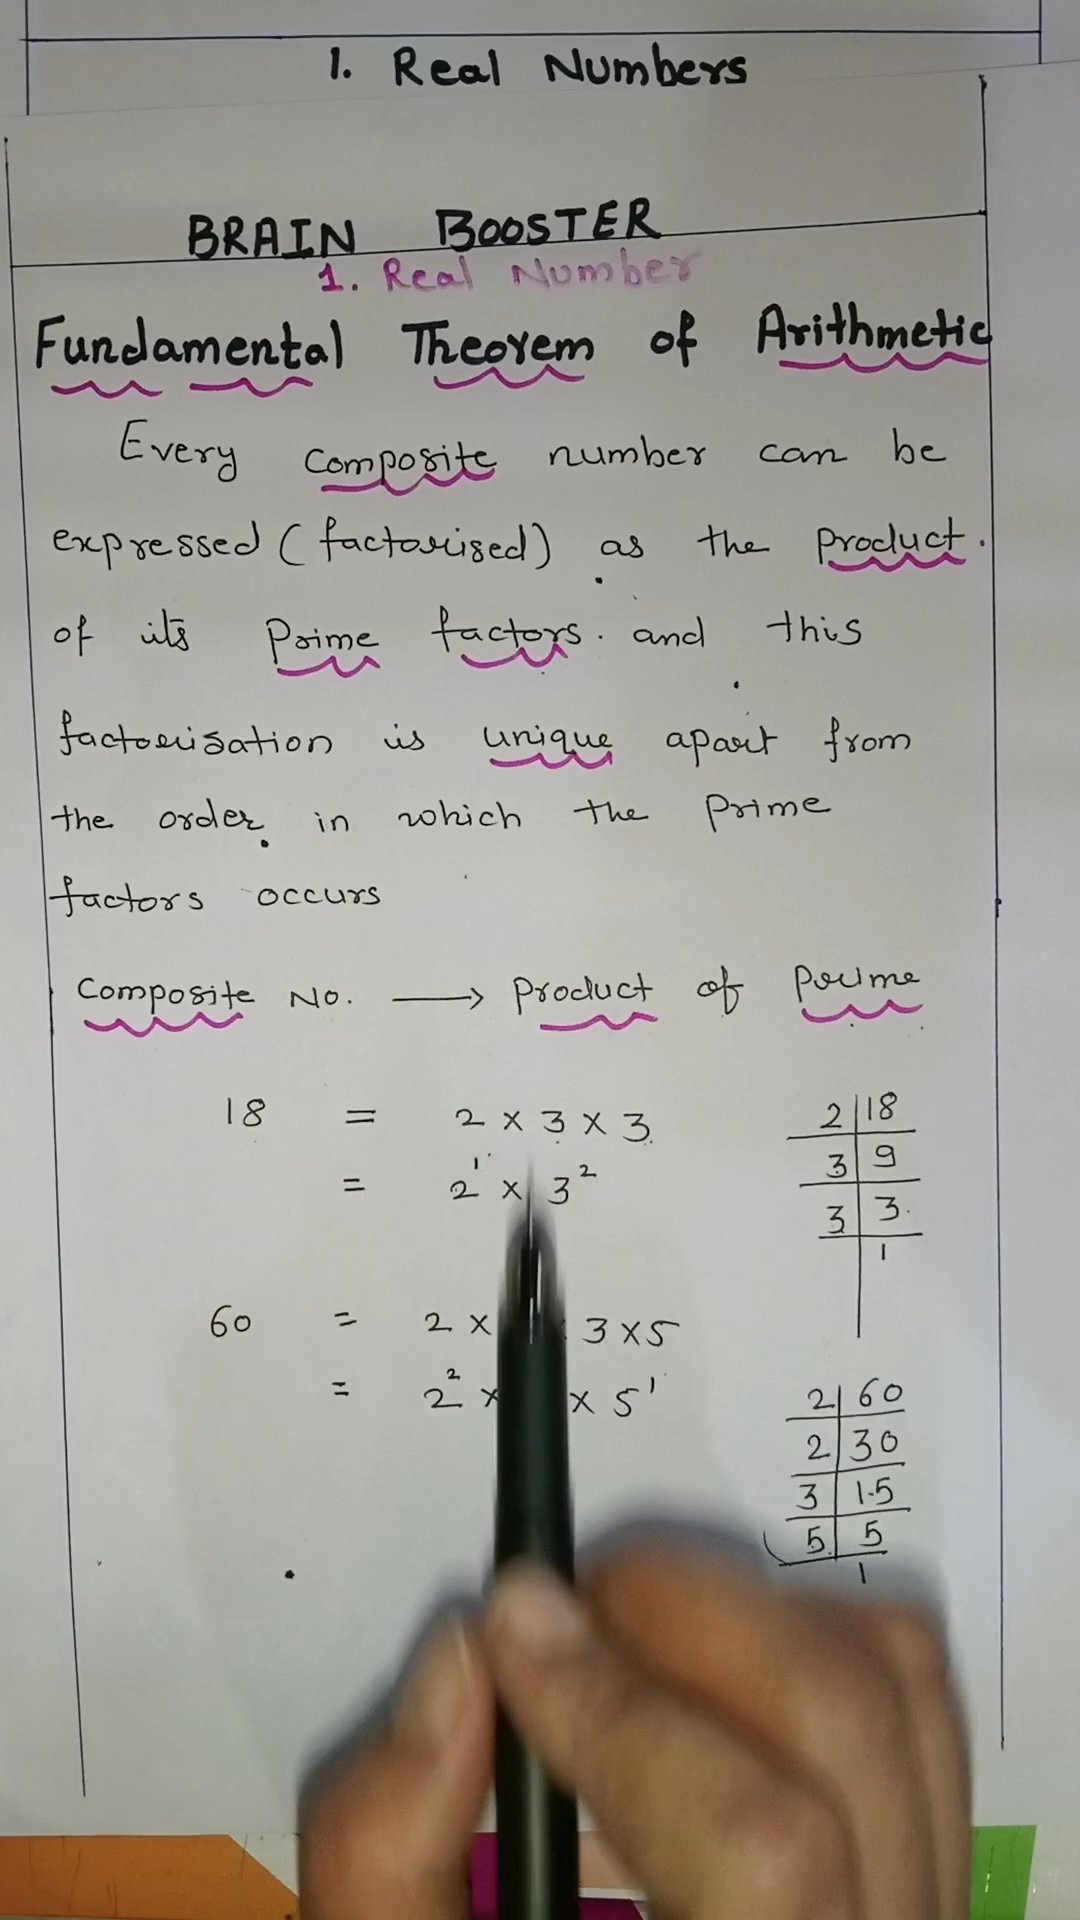 1. Real Numbers
BRAIN BOOSTER
1. Real Number
Fundamental Theorem of Arithmetic
Every composite number can be
expressed (factorised) as the product.
of its Prime factors. and this
factorisation is unique apart from
the order in which the prime
factors occurs
Composite No. ⟶ Product of Prime
18 = 2 × 3 × 3
= 2¹ × 3²
2 | 18
3 | 9
3 | 3
1
60 = 2 × 3 × 5
= 2² × × 5¹
2 | 60
2 | 30
3 | 15
5 | 5
1